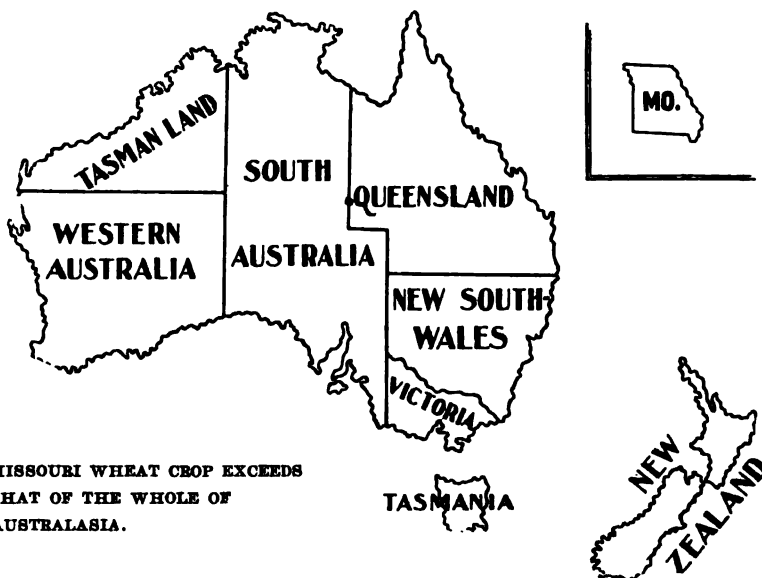 MO.
TASMAN LAND
SOUTH
AUSTRALIA
QUEENSLAND
WESTERN
AUSTRALIA
NEW SOUTH
WALES
VICTORIA
TASMANIA
NEW
ZEALAND
MISSOURI WHEAT CROP EXCEEDS
THAT OF THE WHOLE OF
AUSTRALASIA.